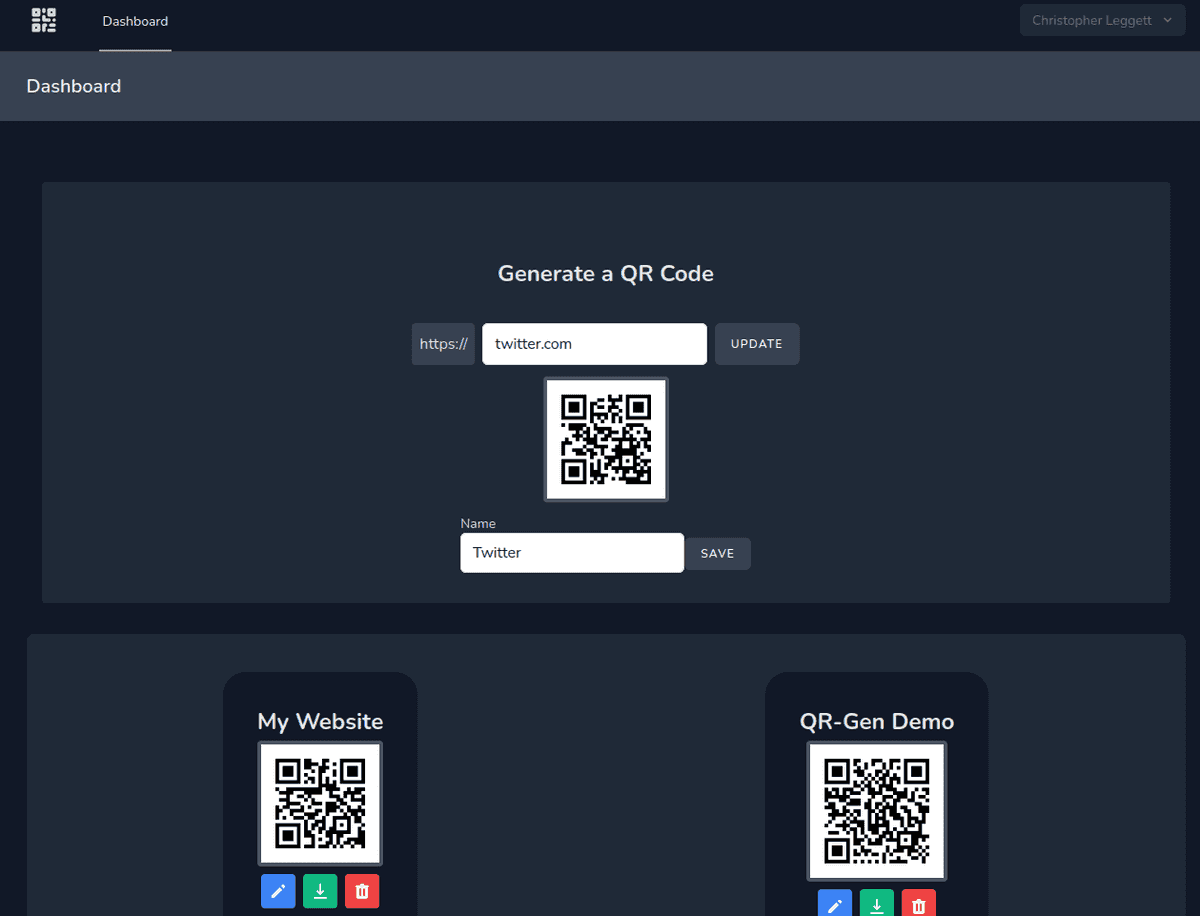 Dashboard
Christopher Leggett
Dashboard
Generate a QR Code
https://
twitter.com
UPDATE
Name
Twitter
SAVE
My Website
QR-Gen Demo